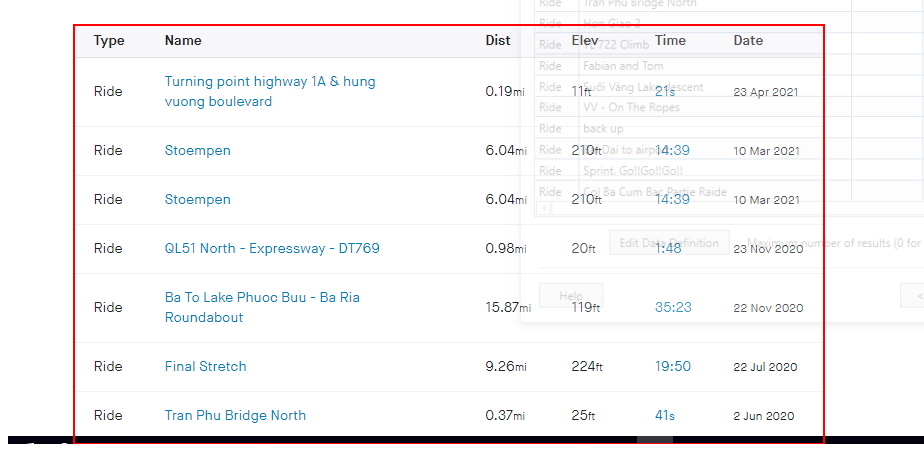 Ride Tran Phu Bridge North
Ride Hon Giao 2
Type Name Dist Elev Time Date
Ride 722 Climb
Ride Fabian and Tom
Turning point highway 1A & hung
Ride 0.19mi 11ft 21s 23 Apr 2021
vuong boulevard
Ride Suối Vàng Lake descent
Ride VV - On The Ropes
Ride back up
Ride Stoempen 6.04mi 210ft 14:39 10 Mar 2021
Ride Dai to airport
Ride Sprint. Go!!Go!!Go!!
Ride Col Ba Cum Bac Partie Raide
Ride Stoempen 6.04mi 210ft 14:39 10 Mar 2021
Edit Data Definition Maximum number of results (0 for
Ride QL51 North - Expressway - DT769 0.98mi 20ft 1:48 23 Nov 2020
Help <
Ba To Lake Phuoc Buu - Ba Ria
Ride 15.87mi 119ft 35:23 22 Nov 2020
Roundabout
Ride Final Stretch 9.26mi 224ft 19:50 22 Jul 2020
Ride Tran Phu Bridge North 0.37mi 25ft 41s 2 Jun 2020